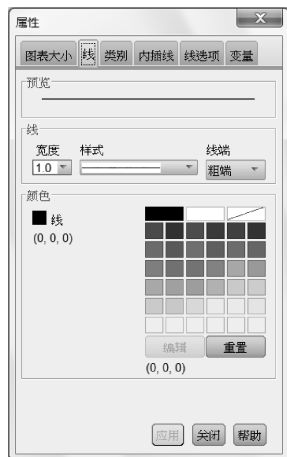 属性
图表大小 线 类别 内插线 线选项 变量
预览
线
宽度 样式 线端
1.0 粗端
颜色
线
(0, 0, 0)
编辑 重置
(0, 0, 0)
应用 关闭 帮助